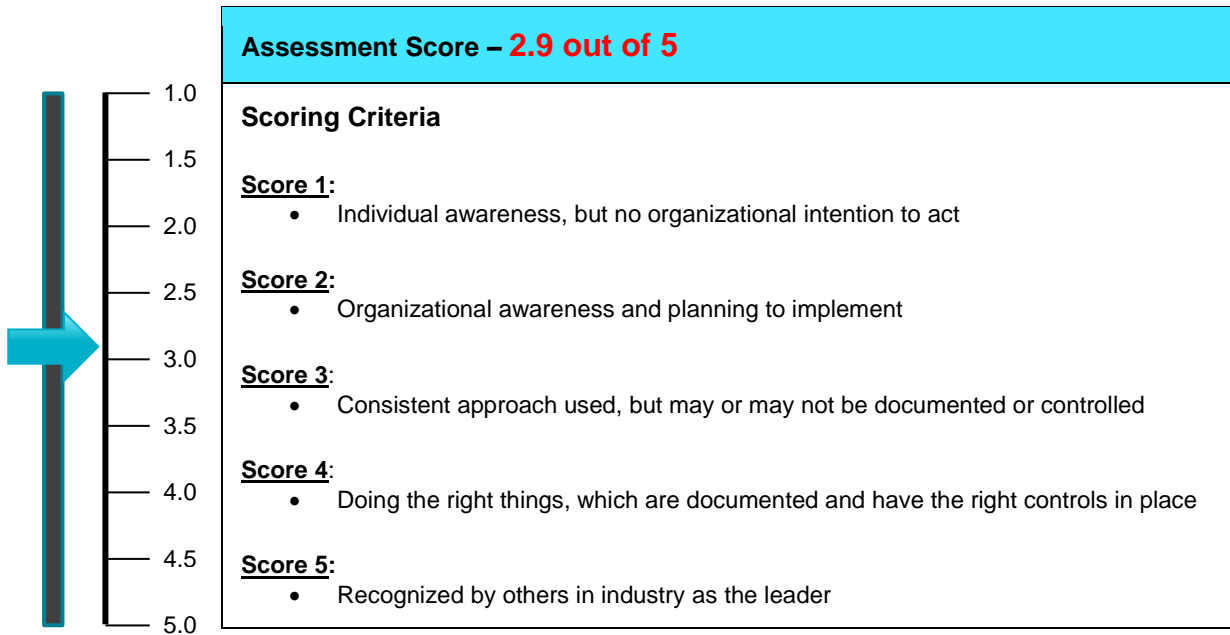 Assessment Score – 2.9 out of 5
1.0
1.5
2.0
2.5
3.0
3.5
4.0
4.5
5.0
Scoring Criteria
Score 1:
• Individual awareness, but no organizational intention to act
Score 2:
• Organizational awareness and planning to implement
Score 3:
• Consistent approach used, but may or may not be documented or controlled
Score 4:
• Doing the right things, which are documented and have the right controls in place
Score 5:
• Recognized by others in industry as the leader